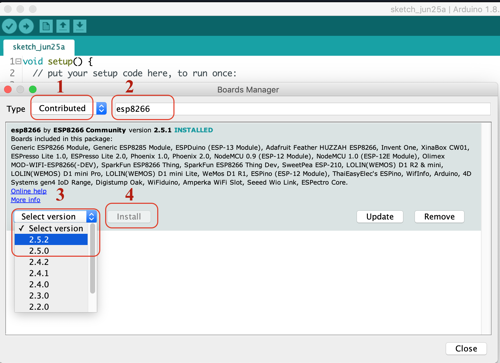 sketch_jun25a | Arduino 1.8.
sketch_jun25a
1 void setup() {
2 // put your setup code here, to run once:
Boards Manager
1 2
Type Contributed esp8266
esp8266 by ESP8266 Community version 2.5.1 INSTALLED
Boards included in this package:
Generic ESP8266 Module, Generic ESP8285 Module, ESPDuino (ESP-13 Module), Adafruit Feather HUZZAH ESP8266, Invent One, XinaBox CW01,
ESPresso Lite 1.0, ESPresso Lite 2.0, Phoenix 1.0, Phoenix 2.0, NodeMCU 0.9 (ESP-12 Module), NodeMCU 1.0 (ESP-12E Module), Olimex
MOD-WIFI-ESP8266(-DEV), SparkFun ESP8266 Thing, SparkFun ESP8266 Thing Dev, SweetPea ESP-210, LOLIN(WEMOS) D1 R2 & mini,
LOLIN(WEMOS) D1 mini Pro, LOLIN(WEMOS) D1 mini Lite, WeMos D1 R1, ESPino (ESP-12 Module), ThaiEasyElec's ESPino, WifInfo, Arduino, 4D
Systems gen4 IoD Range, Digistump Oak, WiFiduino, Amperka WiFi Slot, Seeed Wio Link, ESPectro Core.
Online help
More info
3 4
Select version Install Update Remove
✓ Select version
2.5.2
2.5.0
2.4.2
2.4.1
2.4.0
2.3.0
2.2.0
Close